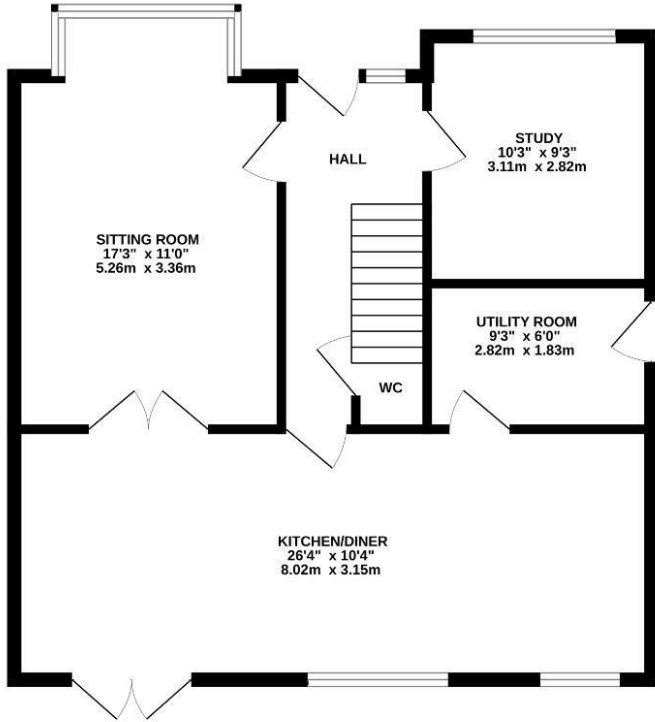 STUDY
10'3" x 9'3"
3.11m x 2.82m
HALL
SITTING ROOM
17'3" x 11'0"
5.26m x 3.36m
UTILITY ROOM
9'3" x 6'0"
2.82m x 1.83m
WC
KITCHEN/DINER
26'4" x 10'4"
8.02m x 3.15m